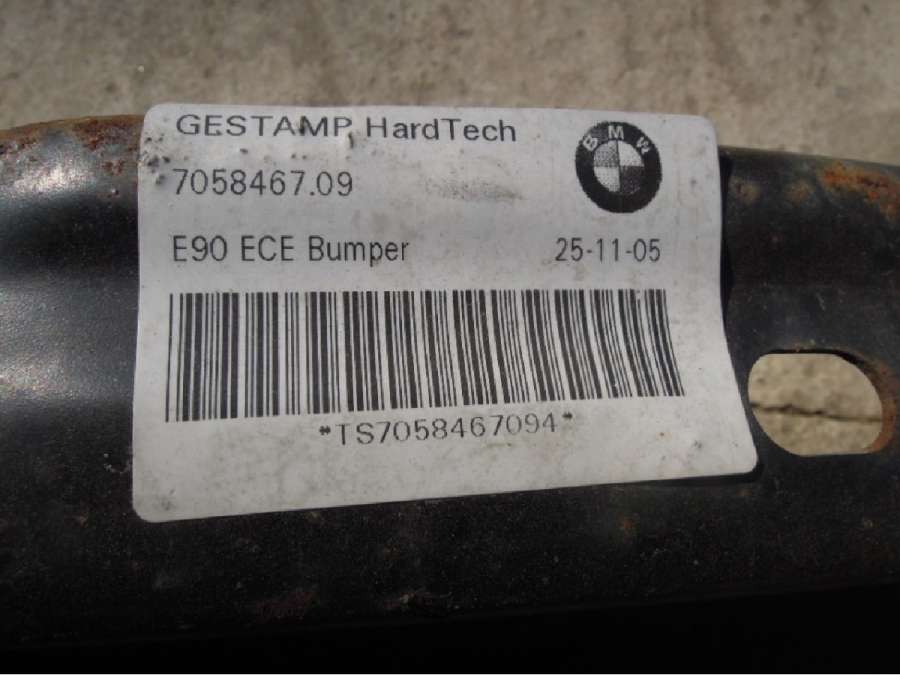 GESTAMP HardTech
BMW
7058467.09
E90 ECE Bumper 25-11-05
*TS7058467094*